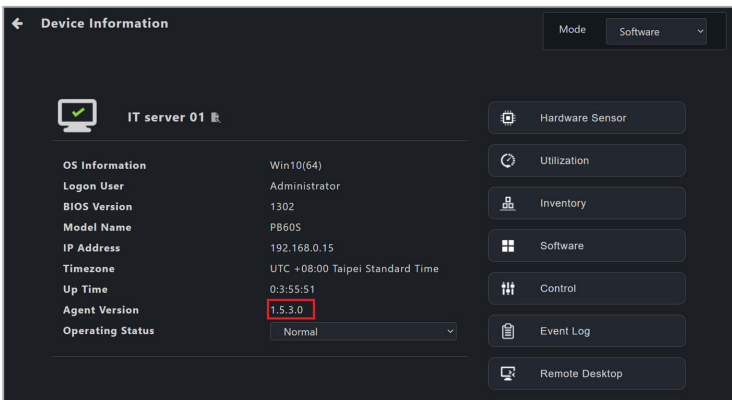 Device Information
Mode
Software
IT server 01
OS Information Win10(64)
Logon User Administrator
BIOS Version 1302
Model Name PB60S
IP Address 192.168.0.15
Timezone UTC +08:00 Taipei Standard Time
Up Time 0:3:55:51
Agent Version 1.5.3.0
Operating Status Normal
Hardware Sensor
Utilization
Inventory
Software
Control
Event Log
Remote Desktop